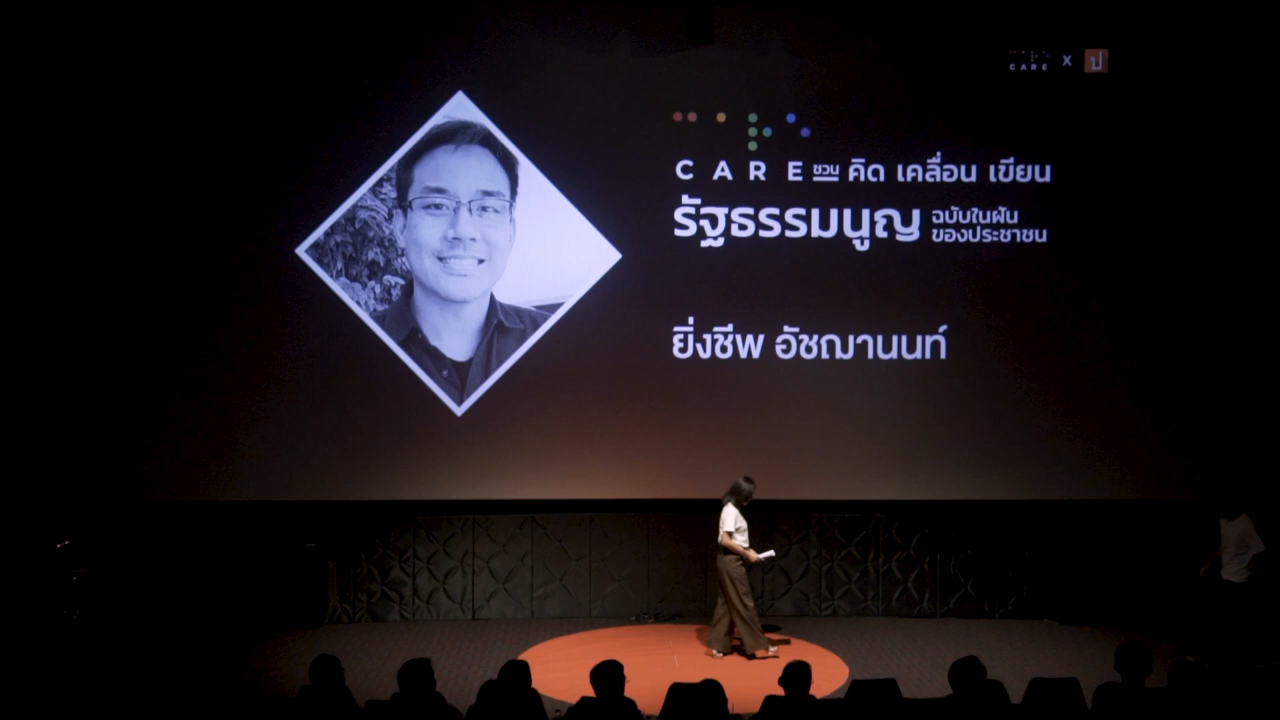 CARE X ป
CARE ชวน คิด เคลื่อน เขียน
รัฐธรรมนูญ ฉบับในฝัน
ของประชาชน
ยิ่งชีพ อัชฌานนท์